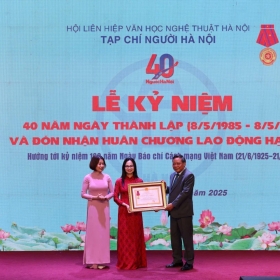 HỘI LIÊN HIỆP VĂN HỌC NGHỆ THUẬT HÀ NỘI
TẠP CHÍ NGƯỜI HÀ NỘI
40
NgườiHàNội
LỄ KỶ NIỆM
40 NĂM NGÀY THÀNH LẬP (8/5/1985 - 8/5/
VÀ ĐÓN NHẬN HUÂN CHƯƠNG LAO ĐỘNG HẠ
Hướng tới kỷ niệm 100 năm Ngày Báo chí Cách mạng Việt Nam (21/6/1925-21/
năm 2025